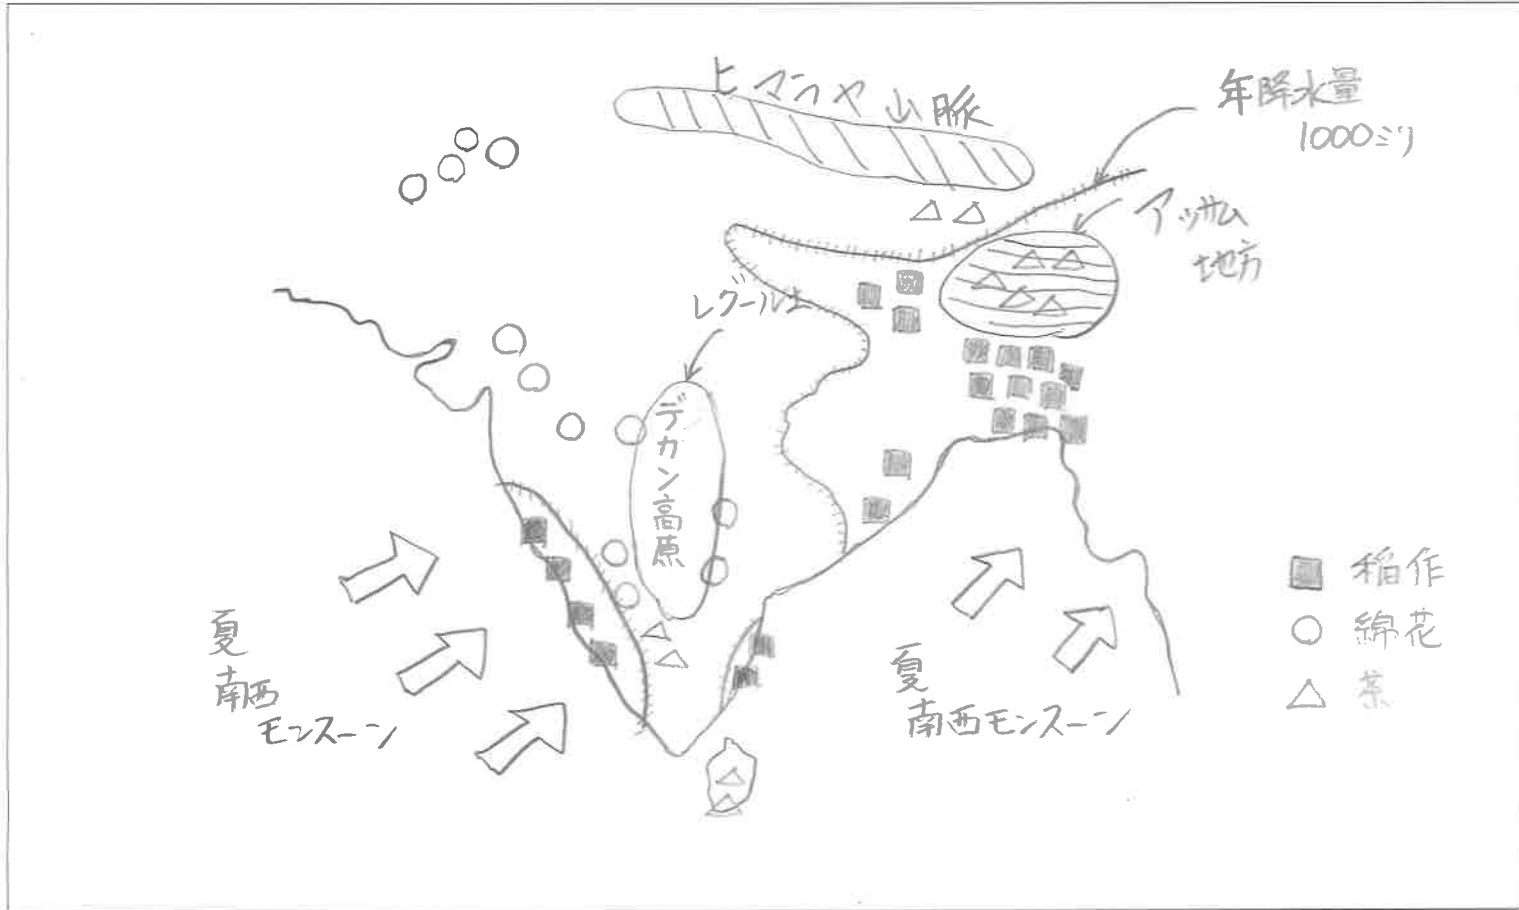 ヒマラヤ山脈
年降水量
1000ミリ
アッサム
地方
レグール土
デカン高原
夏
南西
モンスーン
夏
南西モンスーン
稲作
綿花
茶